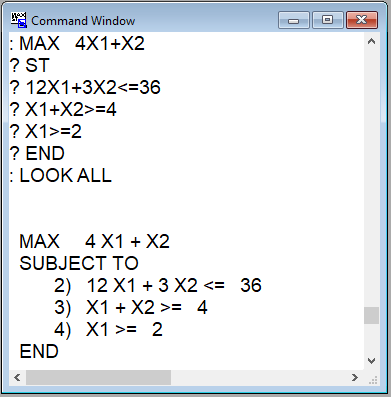 Command Window
: MAX   4X1+X2
? ST
? 12X1+3X2<=36
? X1+X2>=4
? X1>=2
? END
: LOOK ALL
MAX     4 X1 + X2
SUBJECT TO
2)   12 X1 + 3 X2 <=   36
3)   X1 + X2 >=   4
4)   X1 >=   2
END